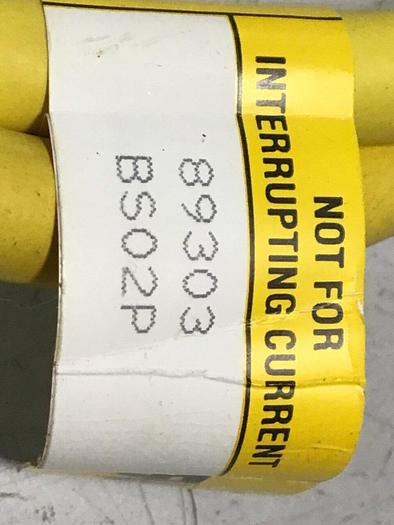 NOT FOR
INTERRUPTING CURRENT
89303
BS02P